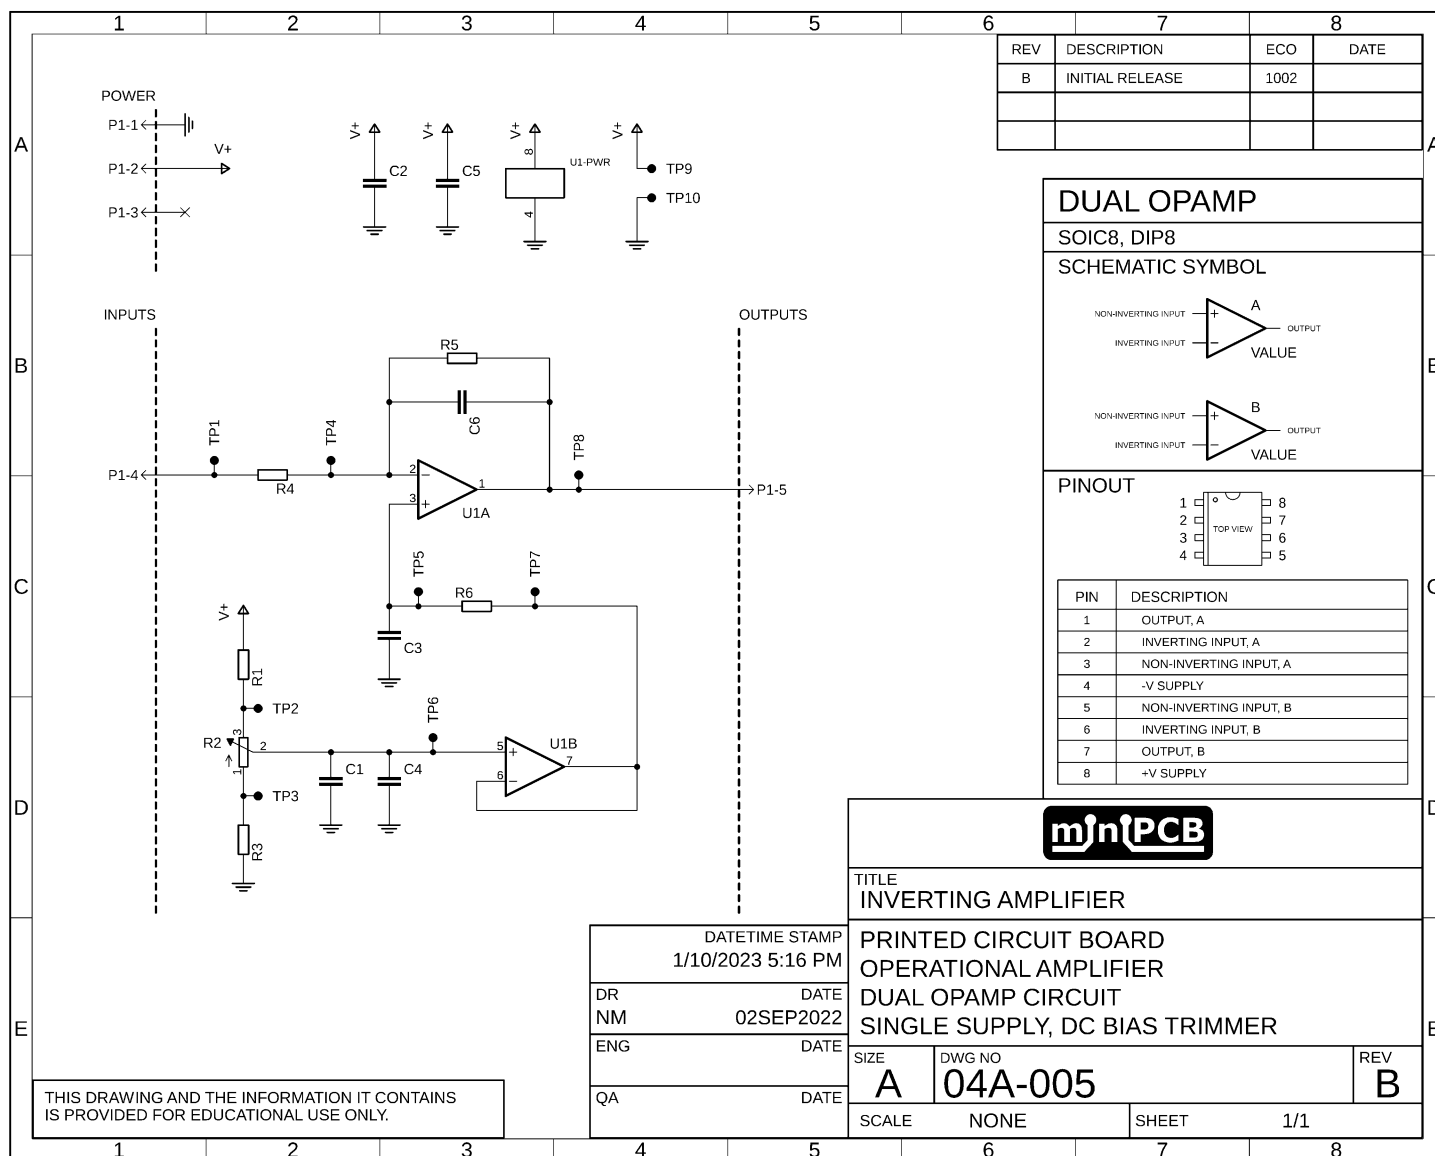 1 2 3 4 5 6 7 8
REV DESCRIPTION ECO DATE
B INITIAL RELEASE 1002
A A
POWER
P1-1
P1-2 V+
P1-3
V+ C2
V+ C5
V+ 8 U1-PWR 4
V+ TP9
TP10
DUAL OPAMP
SOIC8, DIP8
SCHEMATIC SYMBOL
NON-INVERTING INPUT + A
INVERTING INPUT − OUTPUT
VALUE
NON-INVERTING INPUT + B
INVERTING INPUT − OUTPUT
VALUE
INPUTS OUTPUTS
B B
R5
C6
TP1 TP4 TP8
P1-4 R4 2 − 1 P1-5
3 + U1A
PINOUT
1 8
2 TOP VIEW 7
3 6
4 5
C C
TP5 R6 TP7
C3
V+
R1
TP2
R2 3 2 1
TP3
R3
C1 C4
TP6
5 + U1B 7
6 −
PIN DESCRIPTION
1 OUTPUT, A
2 INVERTING INPUT, A
3 NON-INVERTING INPUT, A
4 -V SUPPLY
5 NON-INVERTING INPUT, B
6 INVERTING INPUT, B
7 OUTPUT, B
8 +V SUPPLY
D D
miniPCB
TITLE
INVERTING AMPLIFIER
DATETIME STAMP
1/10/2023 5:16 PM
PRINTED CIRCUIT BOARD
OPERATIONAL AMPLIFIER
DUAL OPAMP CIRCUIT
SINGLE SUPPLY, DC BIAS TRIMMER
DR DATE
NM 02SEP2022
E E
ENG DATE
QA DATE
SIZE DWG NO REV
A 04A-005 B
SCALE NONE SHEET 1/1
THIS DRAWING AND THE INFORMATION IT CONTAINS
IS PROVIDED FOR EDUCATIONAL USE ONLY.
1 2 3 4 5 6 7 8